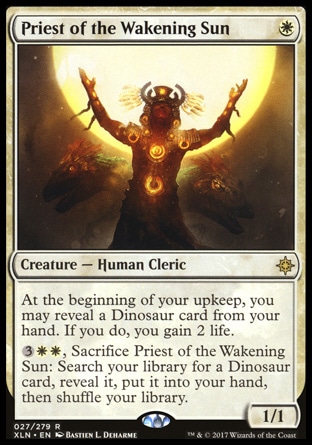 Priest of the Wakening Sun
Creature — Human Cleric
At the beginning of your upkeep, you
may reveal a Dinosaur card from your
hand. If you do, you gain 2 life.
3, Sacrifice Priest of the Wakening
Sun: Search your library for a Dinosaur
card, reveal it, put it into your hand,
then shuffle your library.
027/279 R
XLN • EN Bastien L. Deharme
1/1
™ & © 2017 Wizards of the Coast